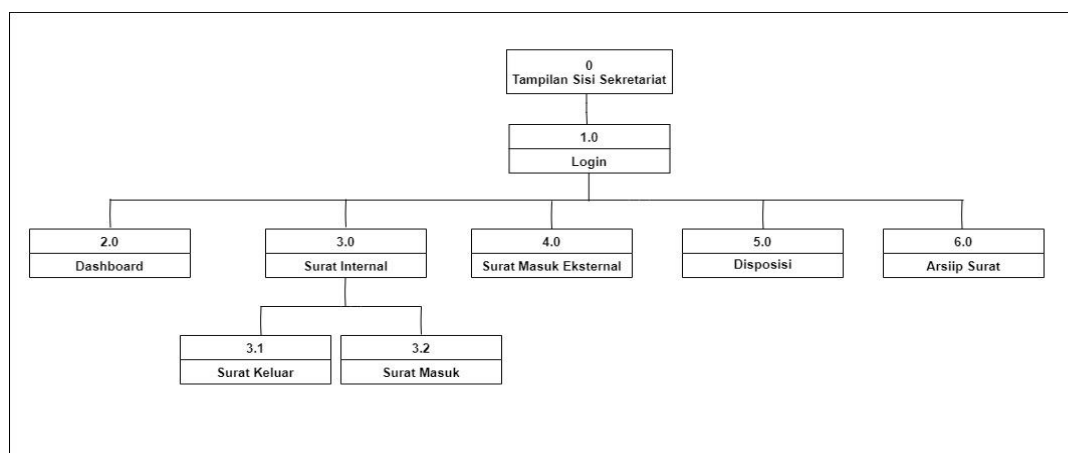 0
Tampilan Sisi Sekretariat
1.0
Login
2.0
Dashboard
3.0
Surat Internal
4.0
Surat Masuk Eksternal
5.0
Disposisi
6.0
Arsiip Surat
3.1
Surat Keluar
3.2
Surat Masuk